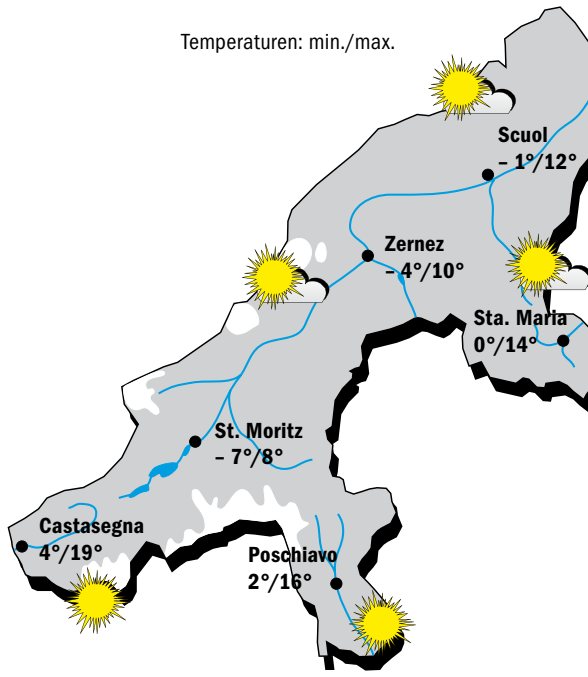 Temperaturen: min./max.
Scuol
– 1°/12°
Zernez
– 4°/10°
Sta. Maria
0°/14°
St. Moritz
– 7°/8°
Castasegna
4°/19°
Poschiavo
2°/16°